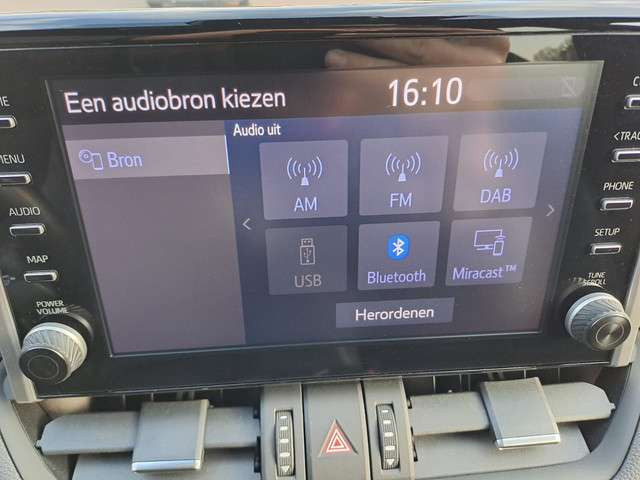 Een audiobron kiezen 16:10
Bron
Audio uit
AM FM DAB
USB Bluetooth Miracast™
Herordenen
MENU
AUDIO
MAP
POWER
VOLUME
<TRACK
PHONE
SETUP
TUNE
SCROLL